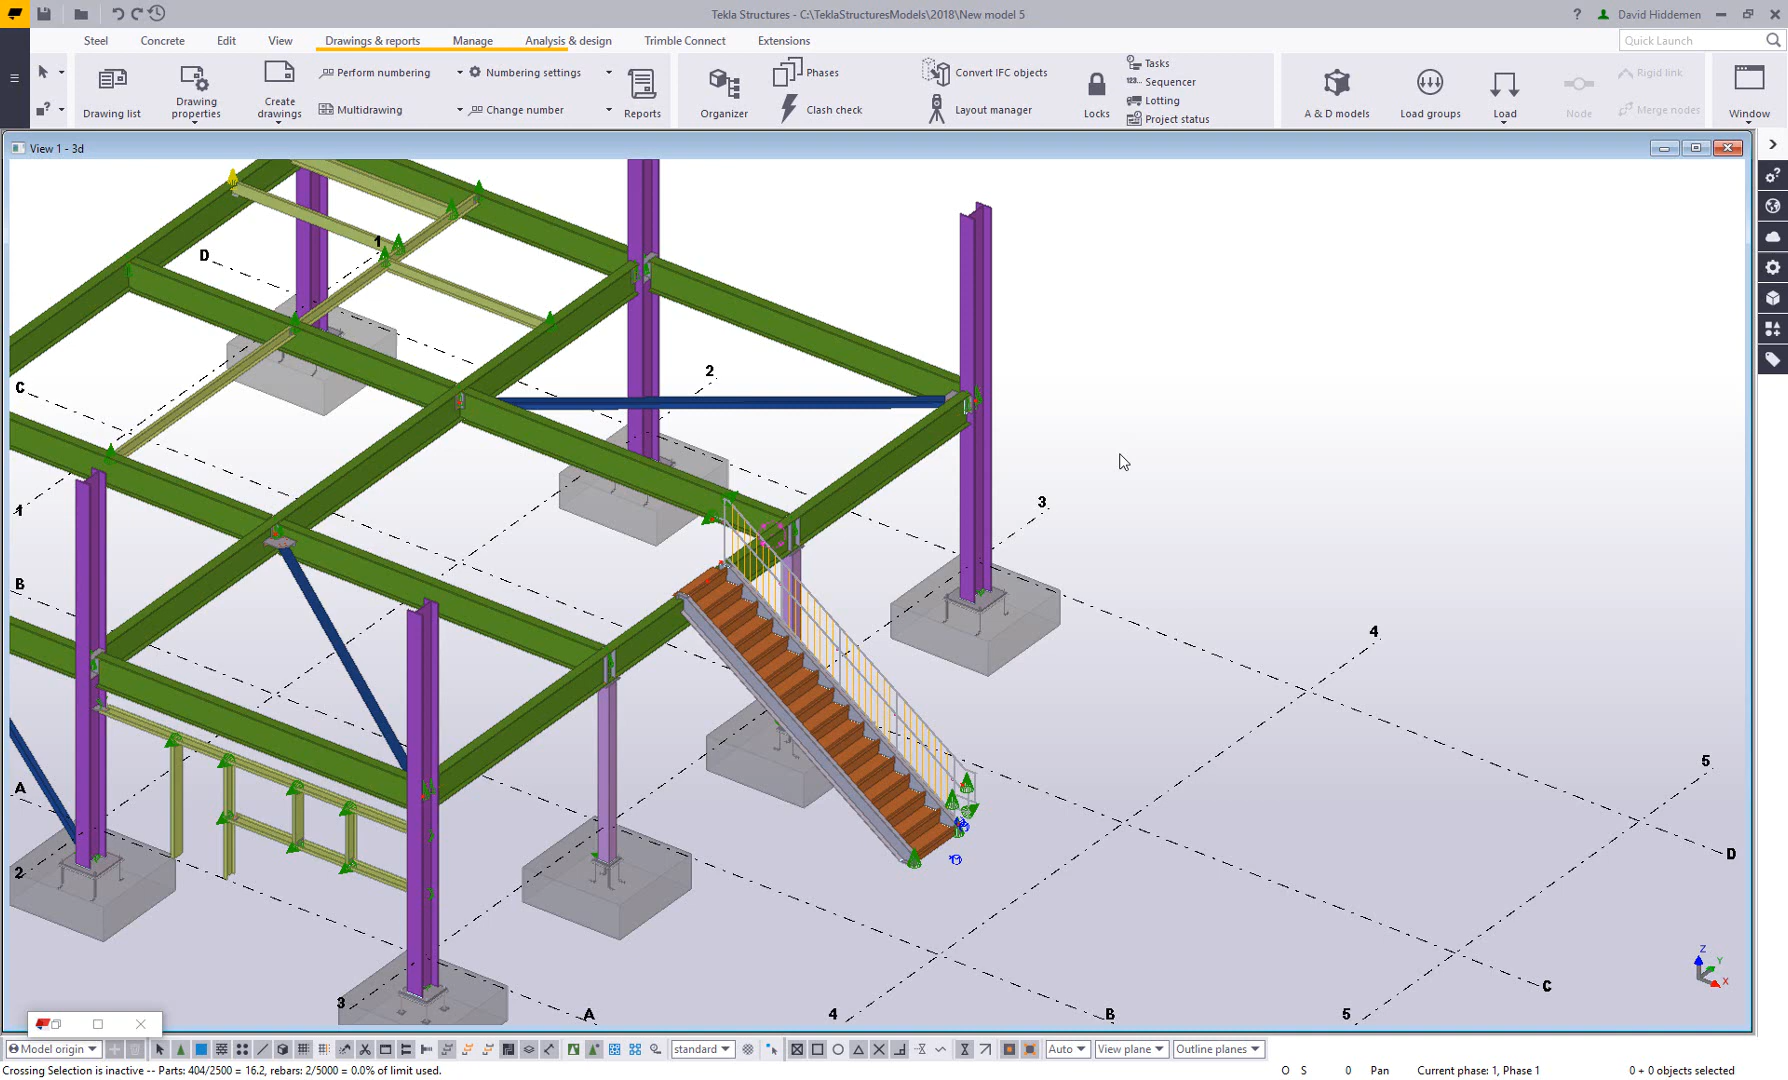 Tekla Structures - C:\TeklaStructuresModels\2018\New model 5
? David Hiddemen
Steel Concrete Edit View Drawings & reports Manage Analysis & design Trimble Connect Extensions
Quick Launch
Drawing list
Drawing properties
Create drawings
Perform numbering
Multidrawing
Numbering settings
Change number
Reports
Organizer
Phases
Clash check
Convert IFC objects
Layout manager
Locks
Tasks
Sequencer
Lotting
Project status
A & D models
Load groups
Load
Node
Rigid link
Merge nodes
Window
View 1 - 3d
1
D
C
2
1
3
B
4
A
5
2
D
3
A
4
B
5
C
Z
Y
X
Model origin
standard
Auto
View plane
Outline planes
Crossing Selection is inactive -- Parts: 404/2500 = 16.2, rebars: 2/5000 = 0.0% of limit used.
O S 0 Pan Current phase: 1, Phase 1 0 + 0 objects selected